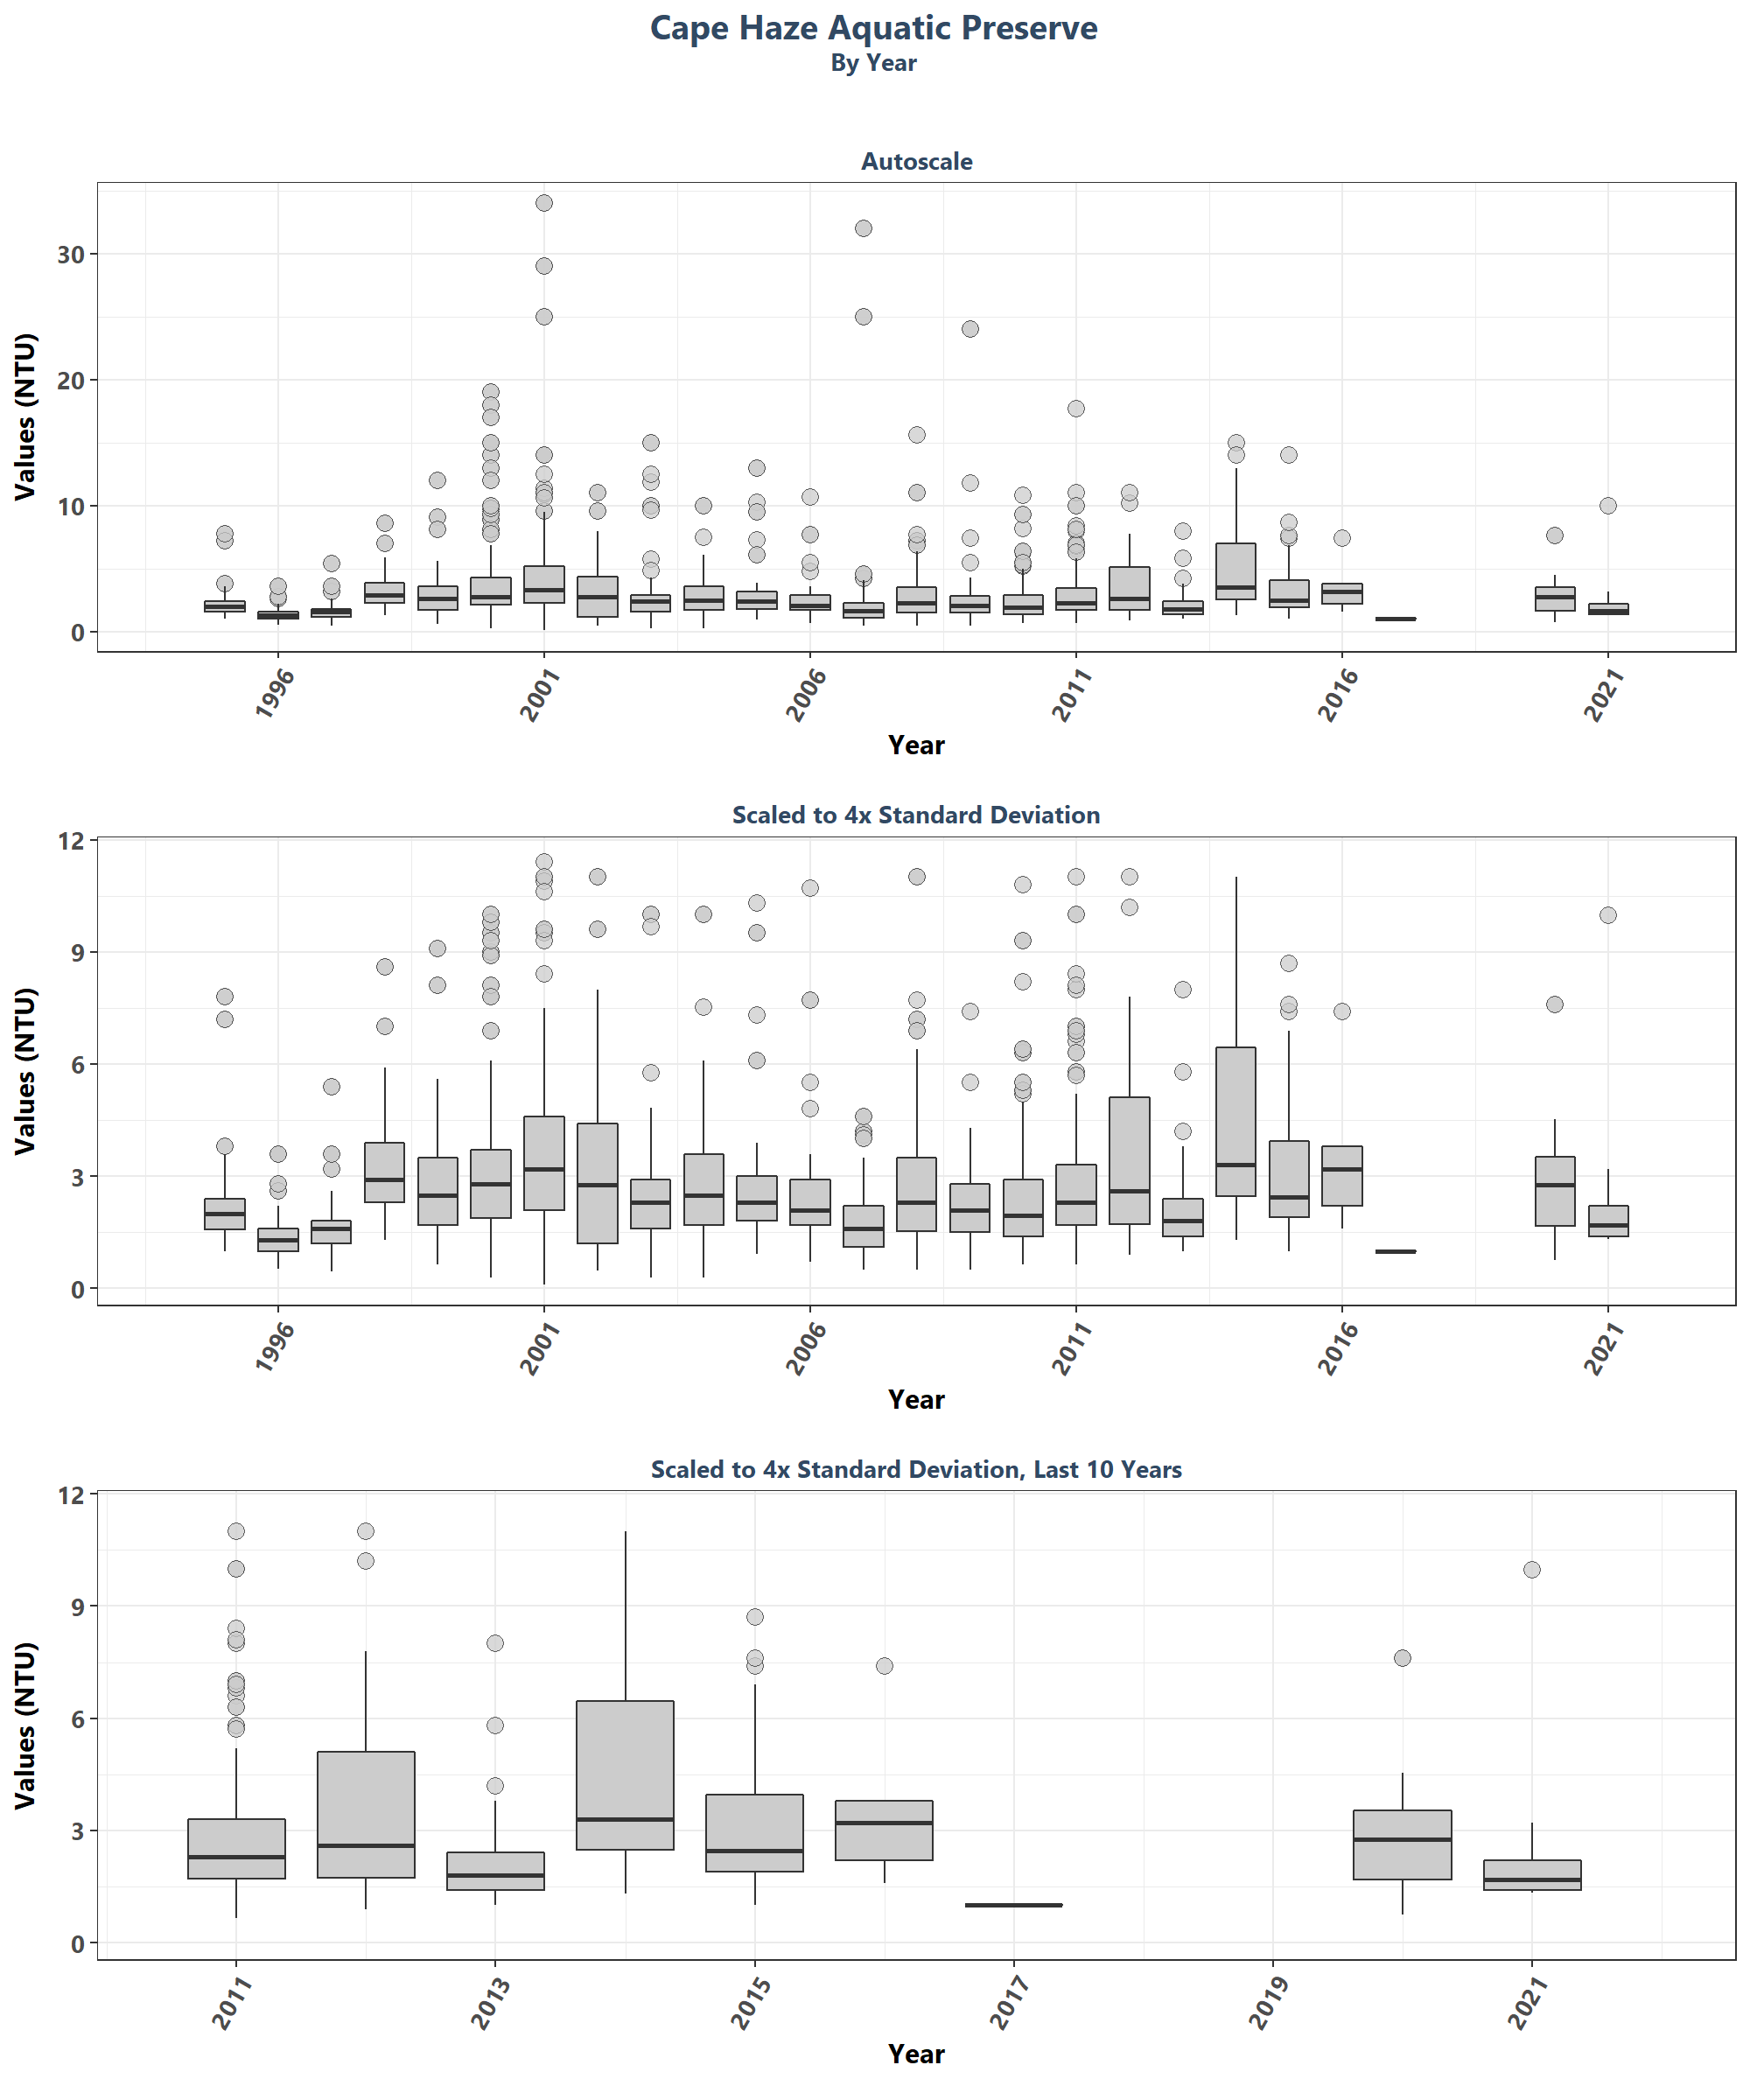 Cape Haze Aquatic Preserve
By Year
Autoscale
Values (NTU)
30
20
10
0
1996
2001
2006
2011
2016
2021
Year
Scaled to 4x Standard Deviation
Values (NTU)
12
9
6
3
0
1996
2001
2006
2011
2016
2021
Year
Scaled to 4x Standard Deviation, Last 10 Years
Values (NTU)
12
9
6
3
0
2011
2013
2015
2017
2019
2021
Year